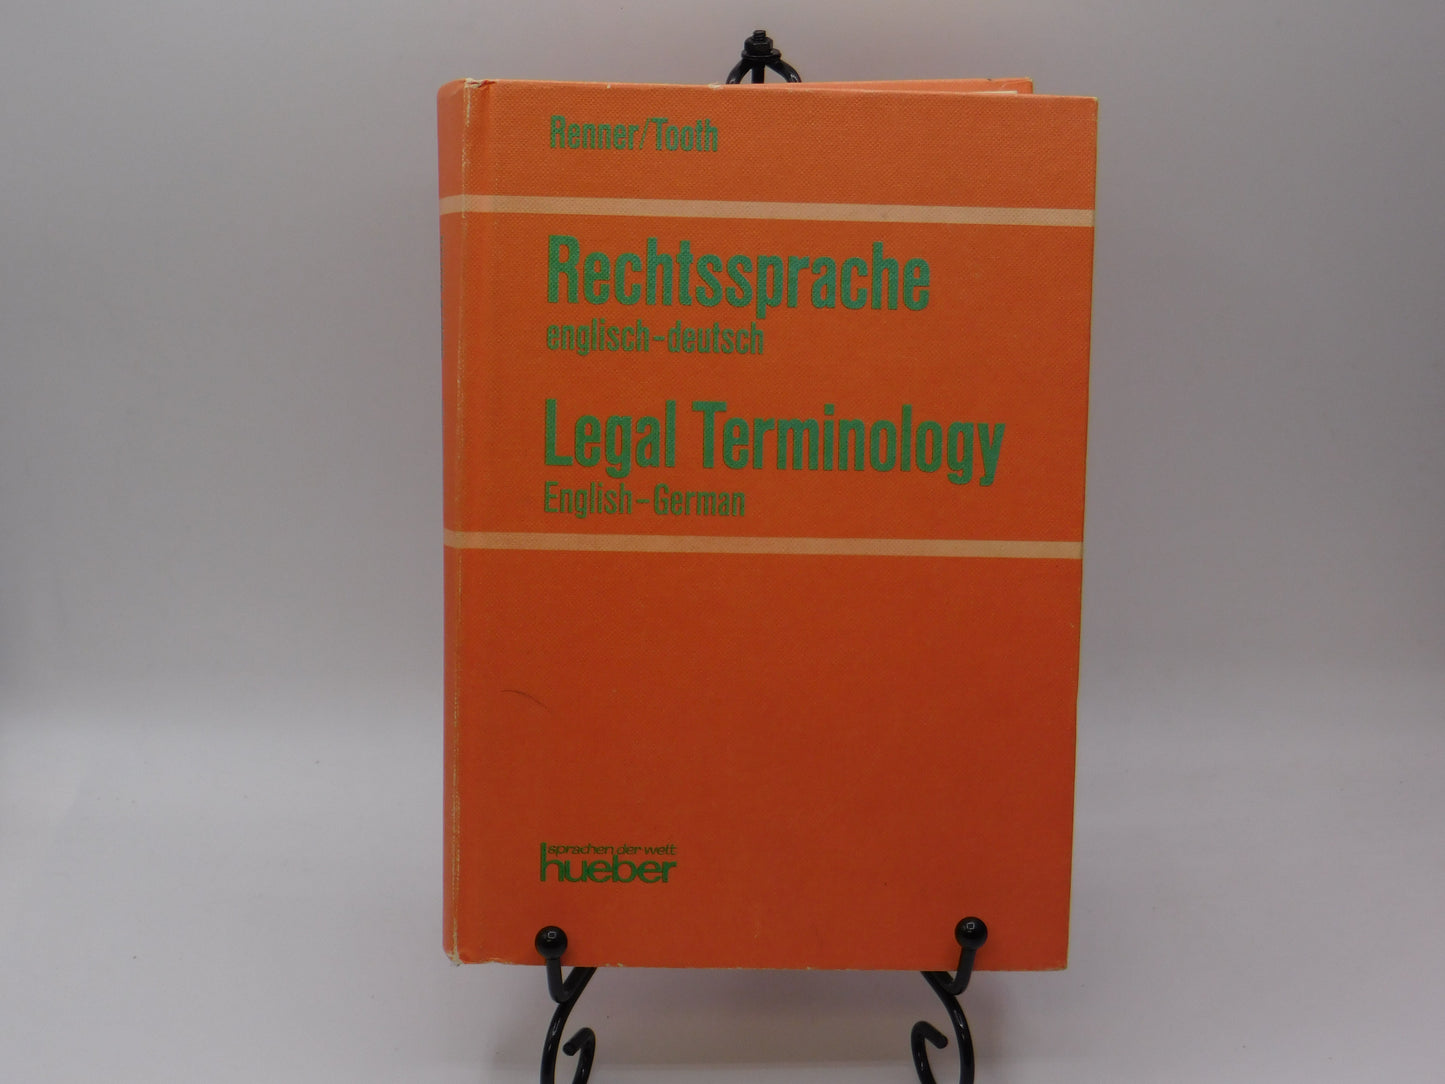 Renner/Tooth
Rechtssprache
englisch-deutsch
Legal Terminology
English-German
sprachen der welt
hueber